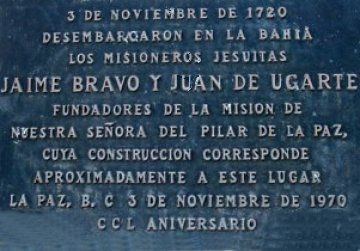 3 DE NOVIEMBRE DE 1720
DESEMBARCARON EN LA BAHIA
LOS MISIONEROS JESUITAS
JAIME BRAVO Y JUAN DE UGARTE
FUNDADORES DE LA MISION DE
NUESTRA SEÑORA DEL PILAR DE LA PAZ,
CUYA CONSTRUCCION CORRESPONDE
APROXIMADAMENTE A ESTE LUGAR
LA PAZ, B. C 3 DE NOVIEMBRE DE 1970
CCL ANIVERSARIO